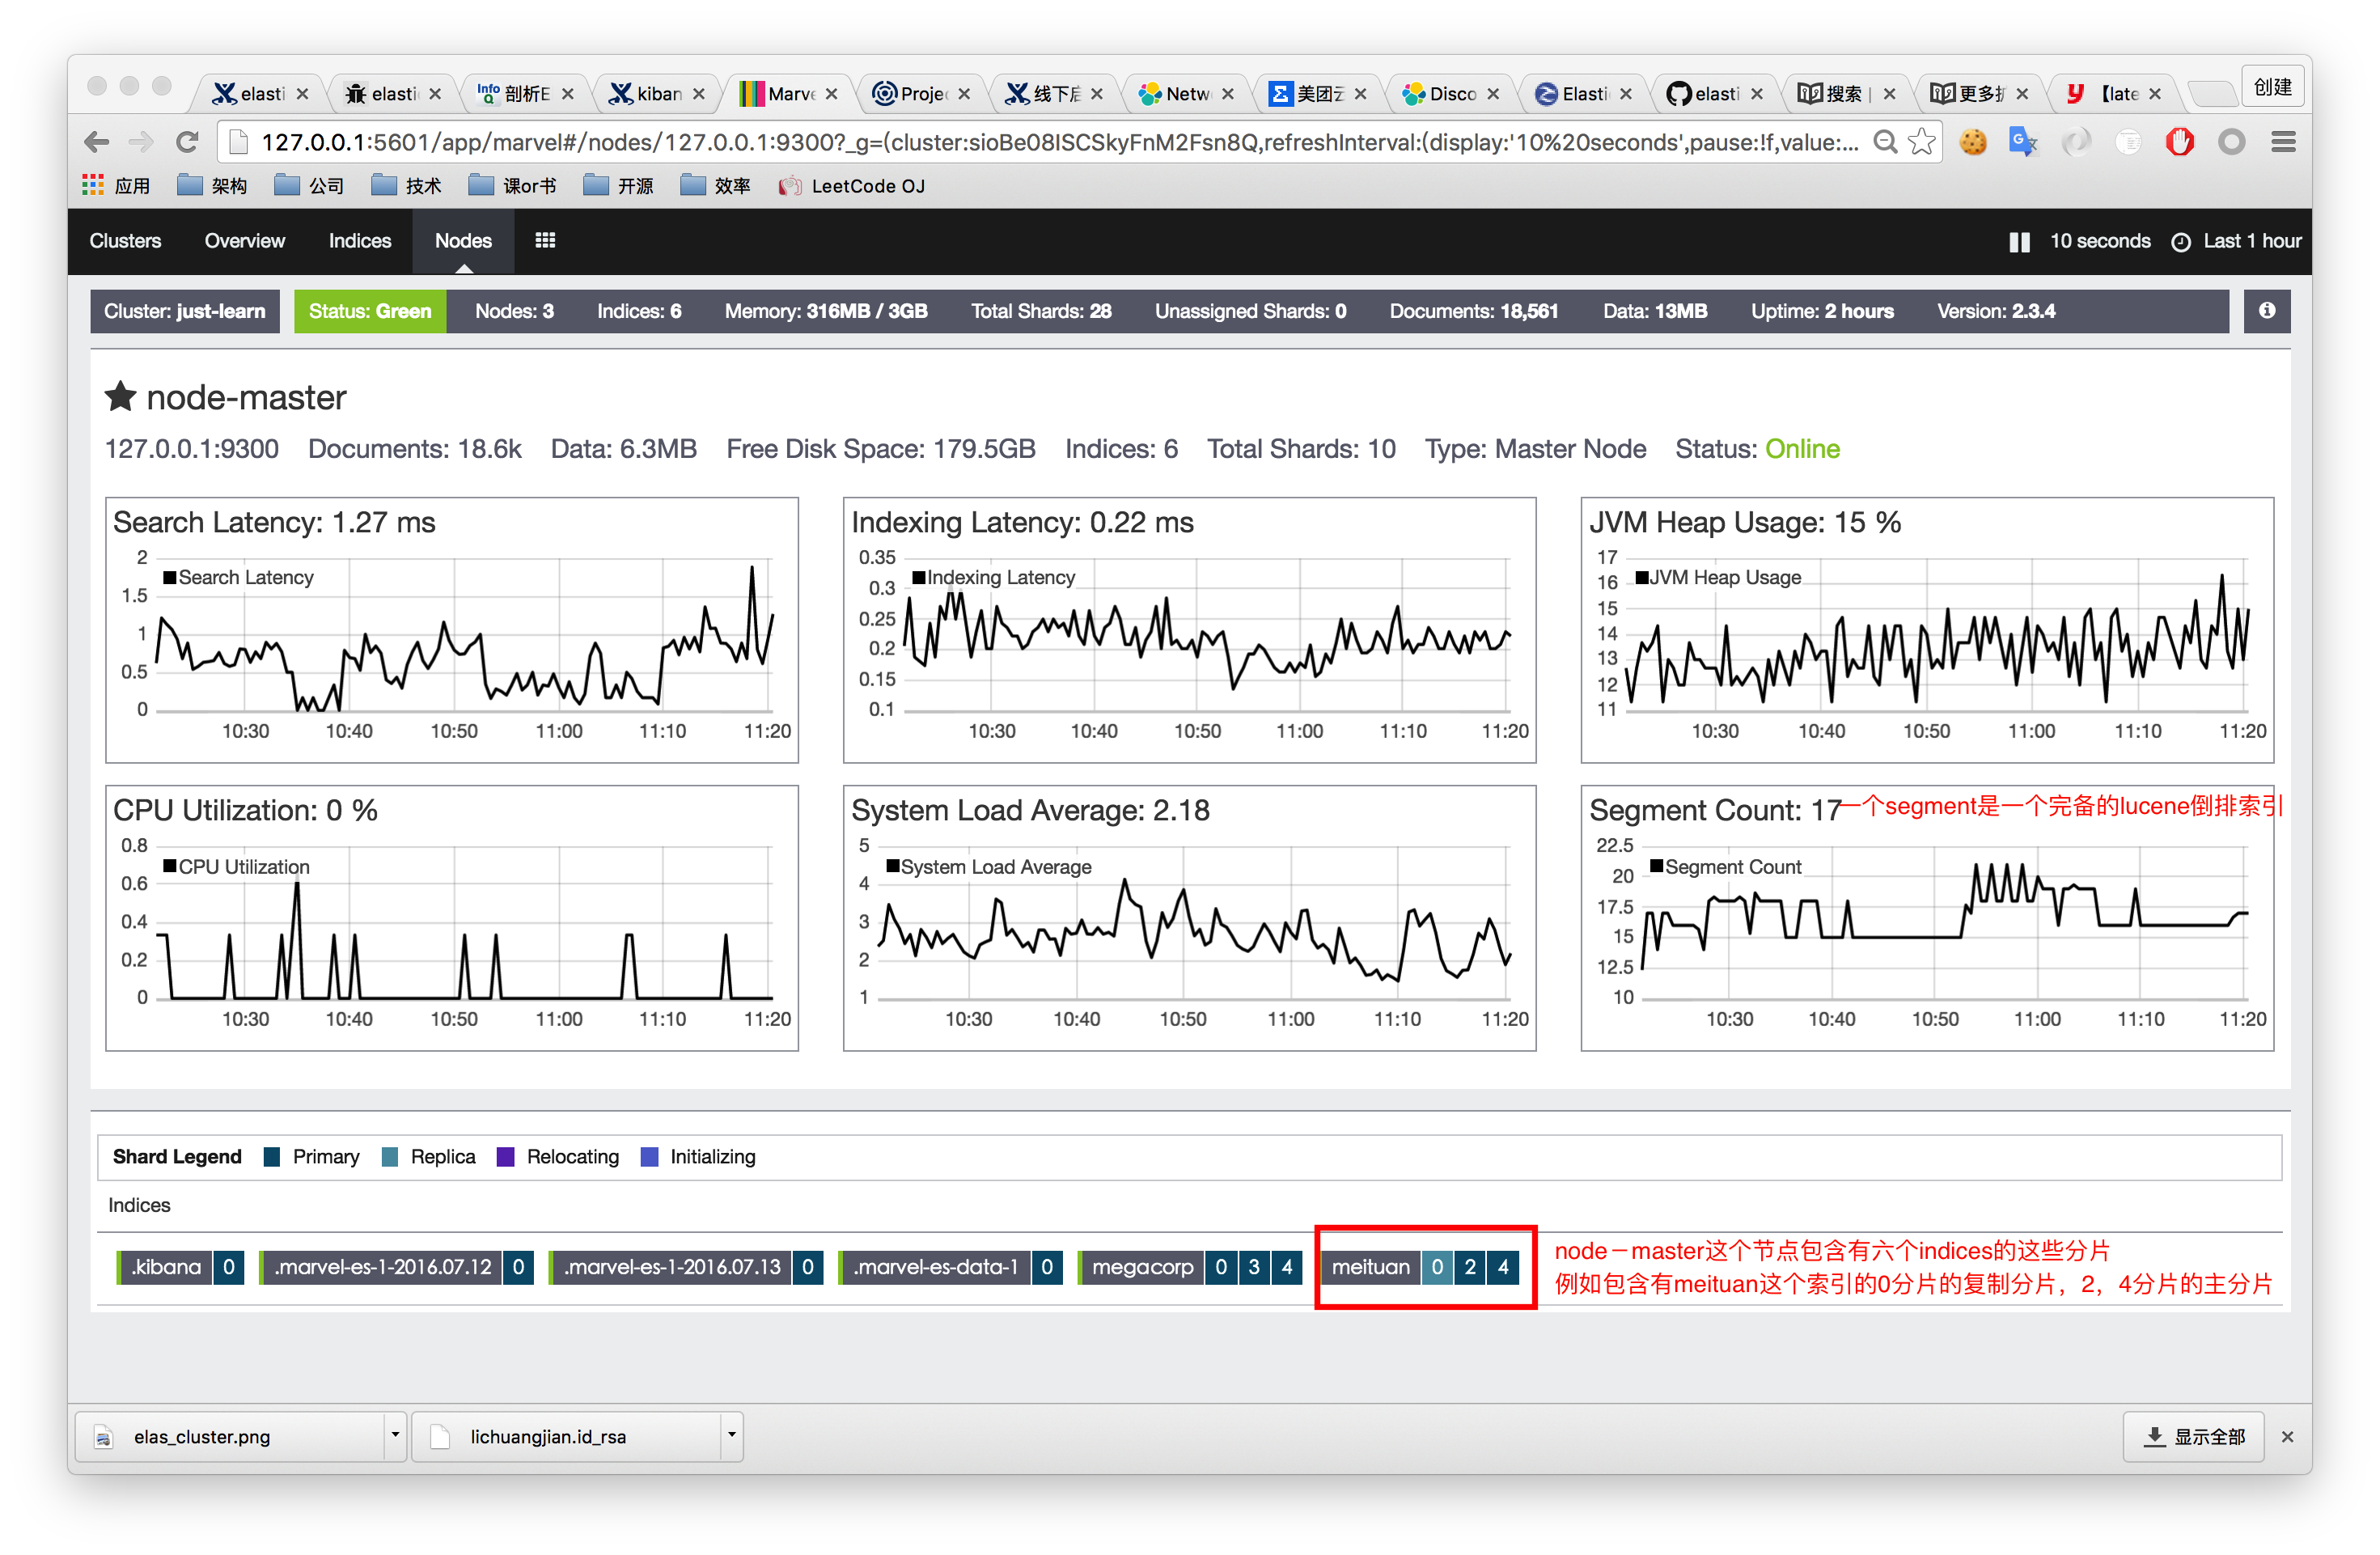 elasti
elasti
剖析E
kiban
Marve
Projec
线下店
Netw
美团云
Disco
Elasti
elasti
搜索 |
更多扩
【late
创建
127.0.0.1:5601/app/marvel#/nodes/127.0.0.1:9300?_g=(cluster:sioBe08ISCSkyFnM2Fsn8Q,refreshInterval:(display:'10%20seconds',pause:!f,value:...
应用 架构 公司 技术 课or书 开源 效率 LeetCode OJ
Clusters Overview Indices Nodes 10 seconds Last 1 hour
Cluster: just-learn Status: Green Nodes: 3 Indices: 6 Memory: 316MB / 3GB Total Shards: 28 Unassigned Shards: 0 Documents: 18,561 Data: 13MB Uptime: 2 hours Version: 2.3.4
node-master
127.0.0.1:9300 Documents: 18.6k Data: 6.3MB Free Disk Space: 179.5GB Indices: 6 Total Shards: 10 Type: Master Node Status: Online
Search Latency: 1.27 ms
Search Latency
2
1.5
1
0.5
0
10:30 10:40 10:50 11:00 11:10 11:20
Indexing Latency: 0.22 ms
Indexing Latency
0.35
0.3
0.25
0.2
0.15
0.1
10:30 10:40 10:50 11:00 11:10 11:20
JVM Heap Usage: 15 %
JVM Heap Usage
17
16
15
14
13
12
11
10:30 10:40 10:50 11:00 11:10 11:20
CPU Utilization: 0 %
CPU Utilization
0.8
0.6
0.4
0.2
0
10:30 10:40 10:50 11:00 11:10 11:20
System Load Average: 2.18
System Load Average
5
4
3
2
1
10:30 10:40 10:50 11:00 11:10 11:20
Segment Count: 17
一个segment是一个完备的lucene倒排索引
Segment Count
22.5
20
17.5
15
12.5
10
10:30 10:40 10:50 11:00 11:10 11:20
Shard Legend Primary Replica Relocating Initializing
Indices
.kibana 0 .marvel-es-1-2016.07.12 0 .marvel-es-1-2016.07.13 0 .marvel-es-data-1 0 megacorp 0 3 4 meituan 0 2 4
node－master这个节点包含有六个indices的这些分片
例如包含有meituan这个索引的0分片的复制分片，2，4分片的主分片
elas_cluster.png lichuangjian.id_rsa 显示全部